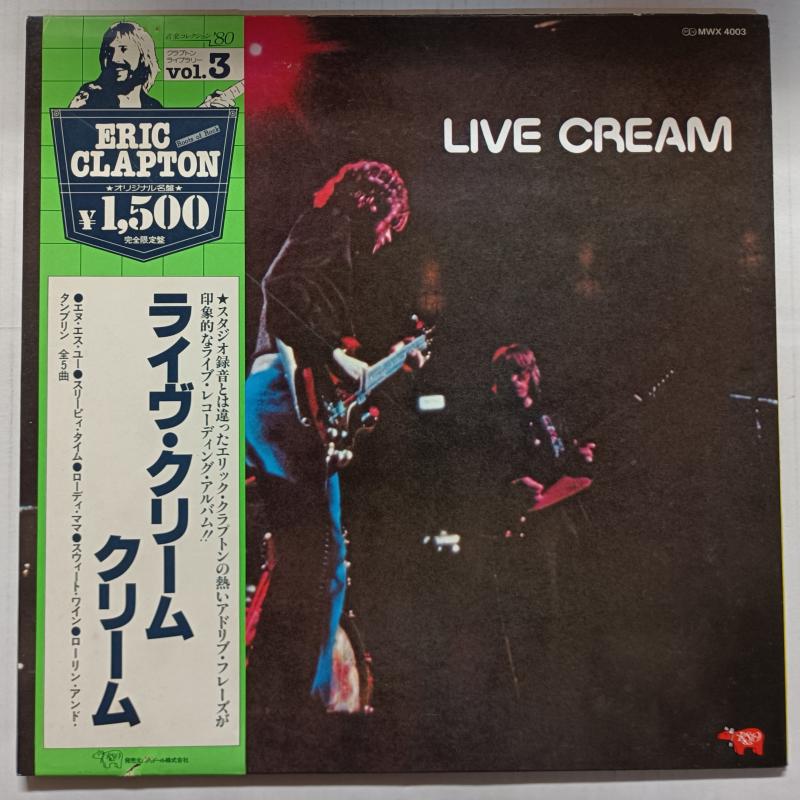 音楽コレクション '80
クラプトン
ライブラリー
vol.3
ERIC
Roots of Rock
CLAPTON
★オリジナル名盤★
¥1,500
完全限定盤
★スタジオ録音とは違ったエリック・クラプトンの熱いアドリブ・フレーズが
印象的なライブ・レコーディング・アルバム!!
ライヴ・クリーム
クリーム
●エヌ・エス・ユー●スリーピィ・タイム●ローディ・ママ●スウィート・ワイン●ローリン・アンド・
タンブリン 全5曲
MWX 4003
LIVE CREAM